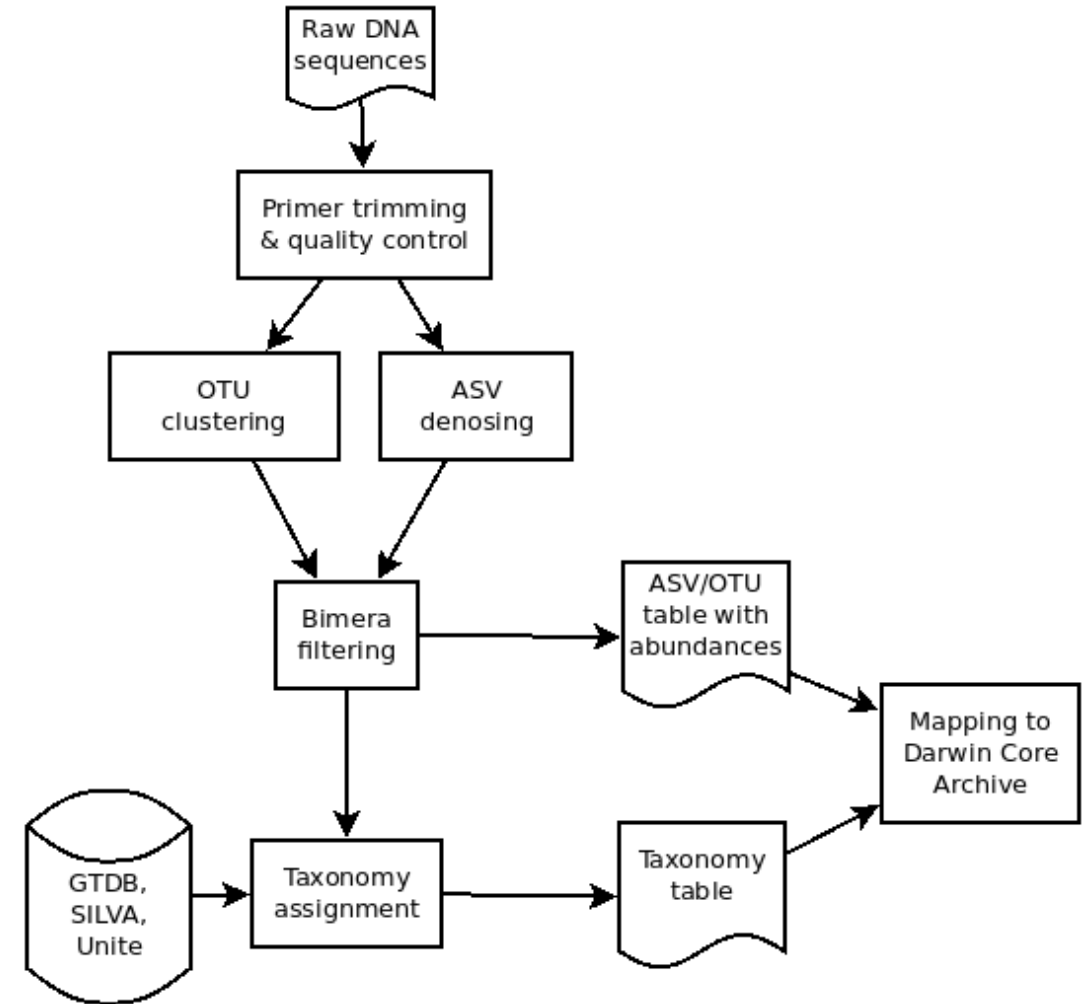 Raw DNA
sequences
Primer trimming
& quality control
OTU
clustering
ASV
denosing
Bimera
filtering
ASV/OTU
table with
abundances
Mapping to
Darwin Core
Archive
GTDB,
SILVA,
Unite
Taxonomy
assignment
Taxonomy
table